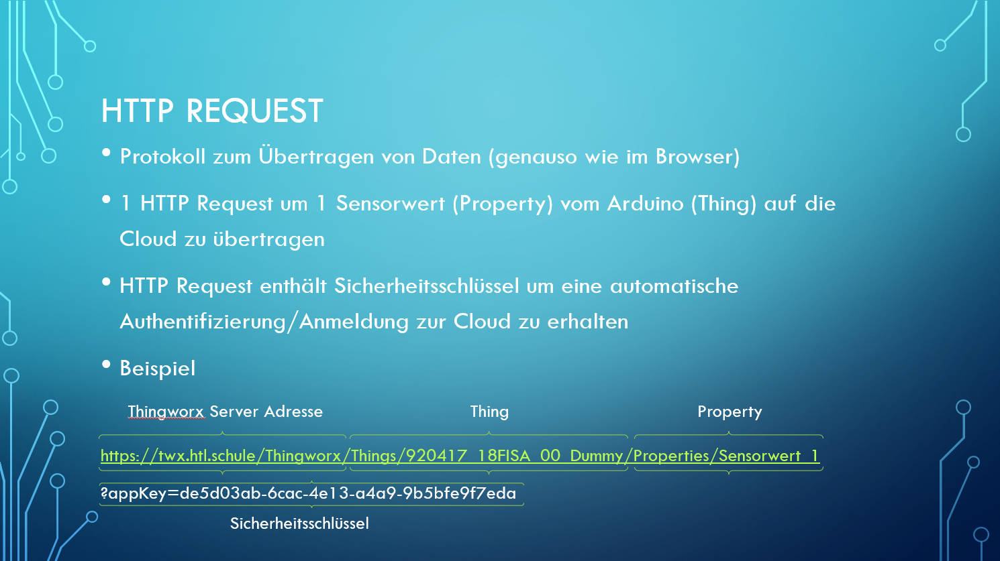 HTTP REQUEST
• Protokoll zum Übertragen von Daten (genauso wie im Browser)
• 1 HTTP Request um 1 Sensorwert (Property) vom Arduino (Thing) auf die
Cloud zu übertragen
• HTTP Request enthält Sicherheitsschlüssel um eine automatische
Authentifizierung/Anmeldung zur Cloud zu erhalten
• Beispiel
Thingworx Server Adresse Thing Property
https://twx.htl.schule/Thingworx/Things/920417_18FISA_00_Dummy/Properties/Sensorwert_1
?appKey=de5d03ab-6cac-4e13-a4a9-9b5bfe9f7eda
Sicherheitsschlüssel